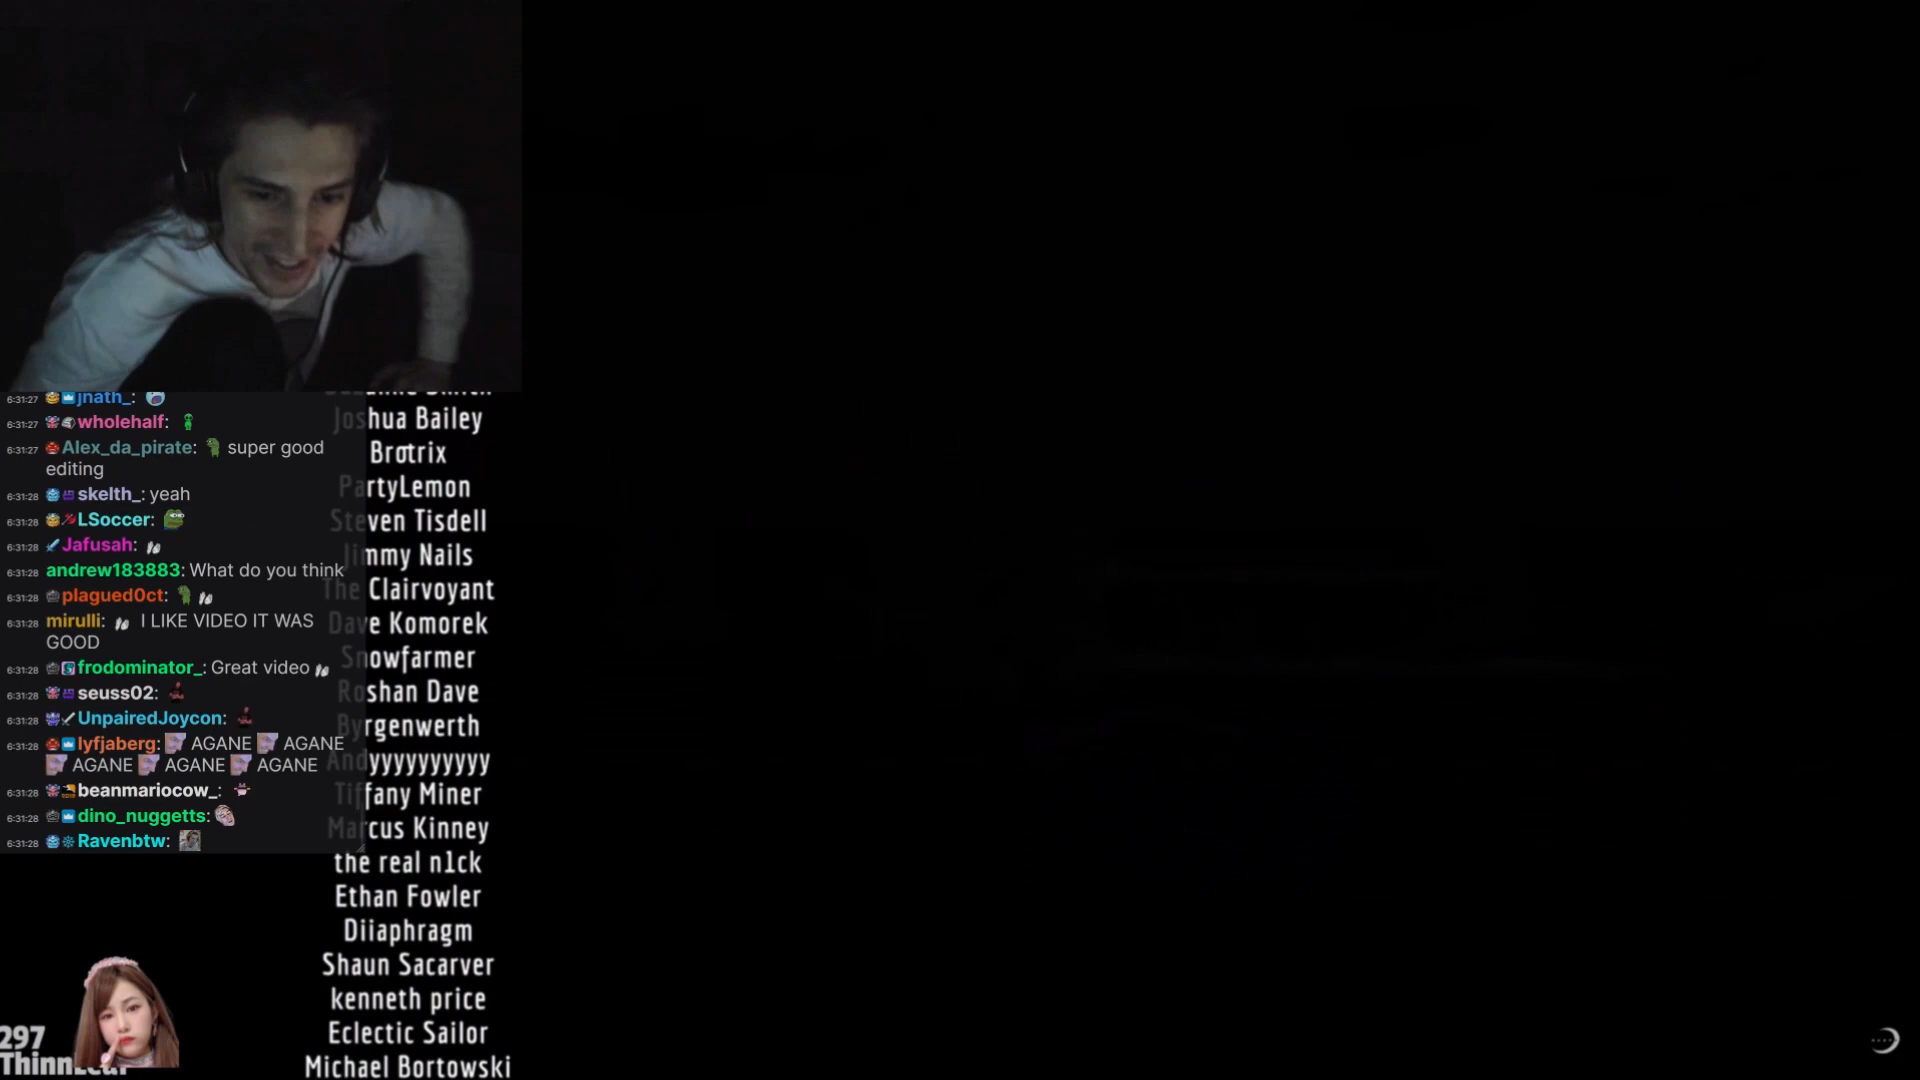 6:31:27 jnath_:
6:31:27 wholehalf:
6:31:27 Alex_da_pirate: super good
editing
6:31:28 skelth_: yeah
6:31:28 LSoccer:
6:31:28 Jafusah:
6:31:28 andrew183883: What do you think
6:31:28 plagued0ct:
6:31:28 mirulli: I LIKE VIDEO IT WAS
GOOD
6:31:28 frodominator_: Great video
6:31:28 seuss02:
6:31:28 UnpairedJoycon:
6:31:28 lyfjaberg: AGANE AGANE
AGANE AGANE AGANE
6:31:28 beanmariocow_:
6:31:28 dino_nuggetts:
6:31:28 Ravenbtw:
Joshua Bailey
Brotrix
PartyLemon
Steven Tisdell
Jimmy Nails
The Clairvoyant
Dave Komorek
Snowfarmer
Roshan Dave
Byrgenwerth
Andyyyyyyyyyy
Tiffany Miner
Marcus Kinney
the real n1ck
Ethan Fowler
Diiaphragm
Shaun Sacarver
kenneth price
Eclectic Sailor
Michael Bortowski
297